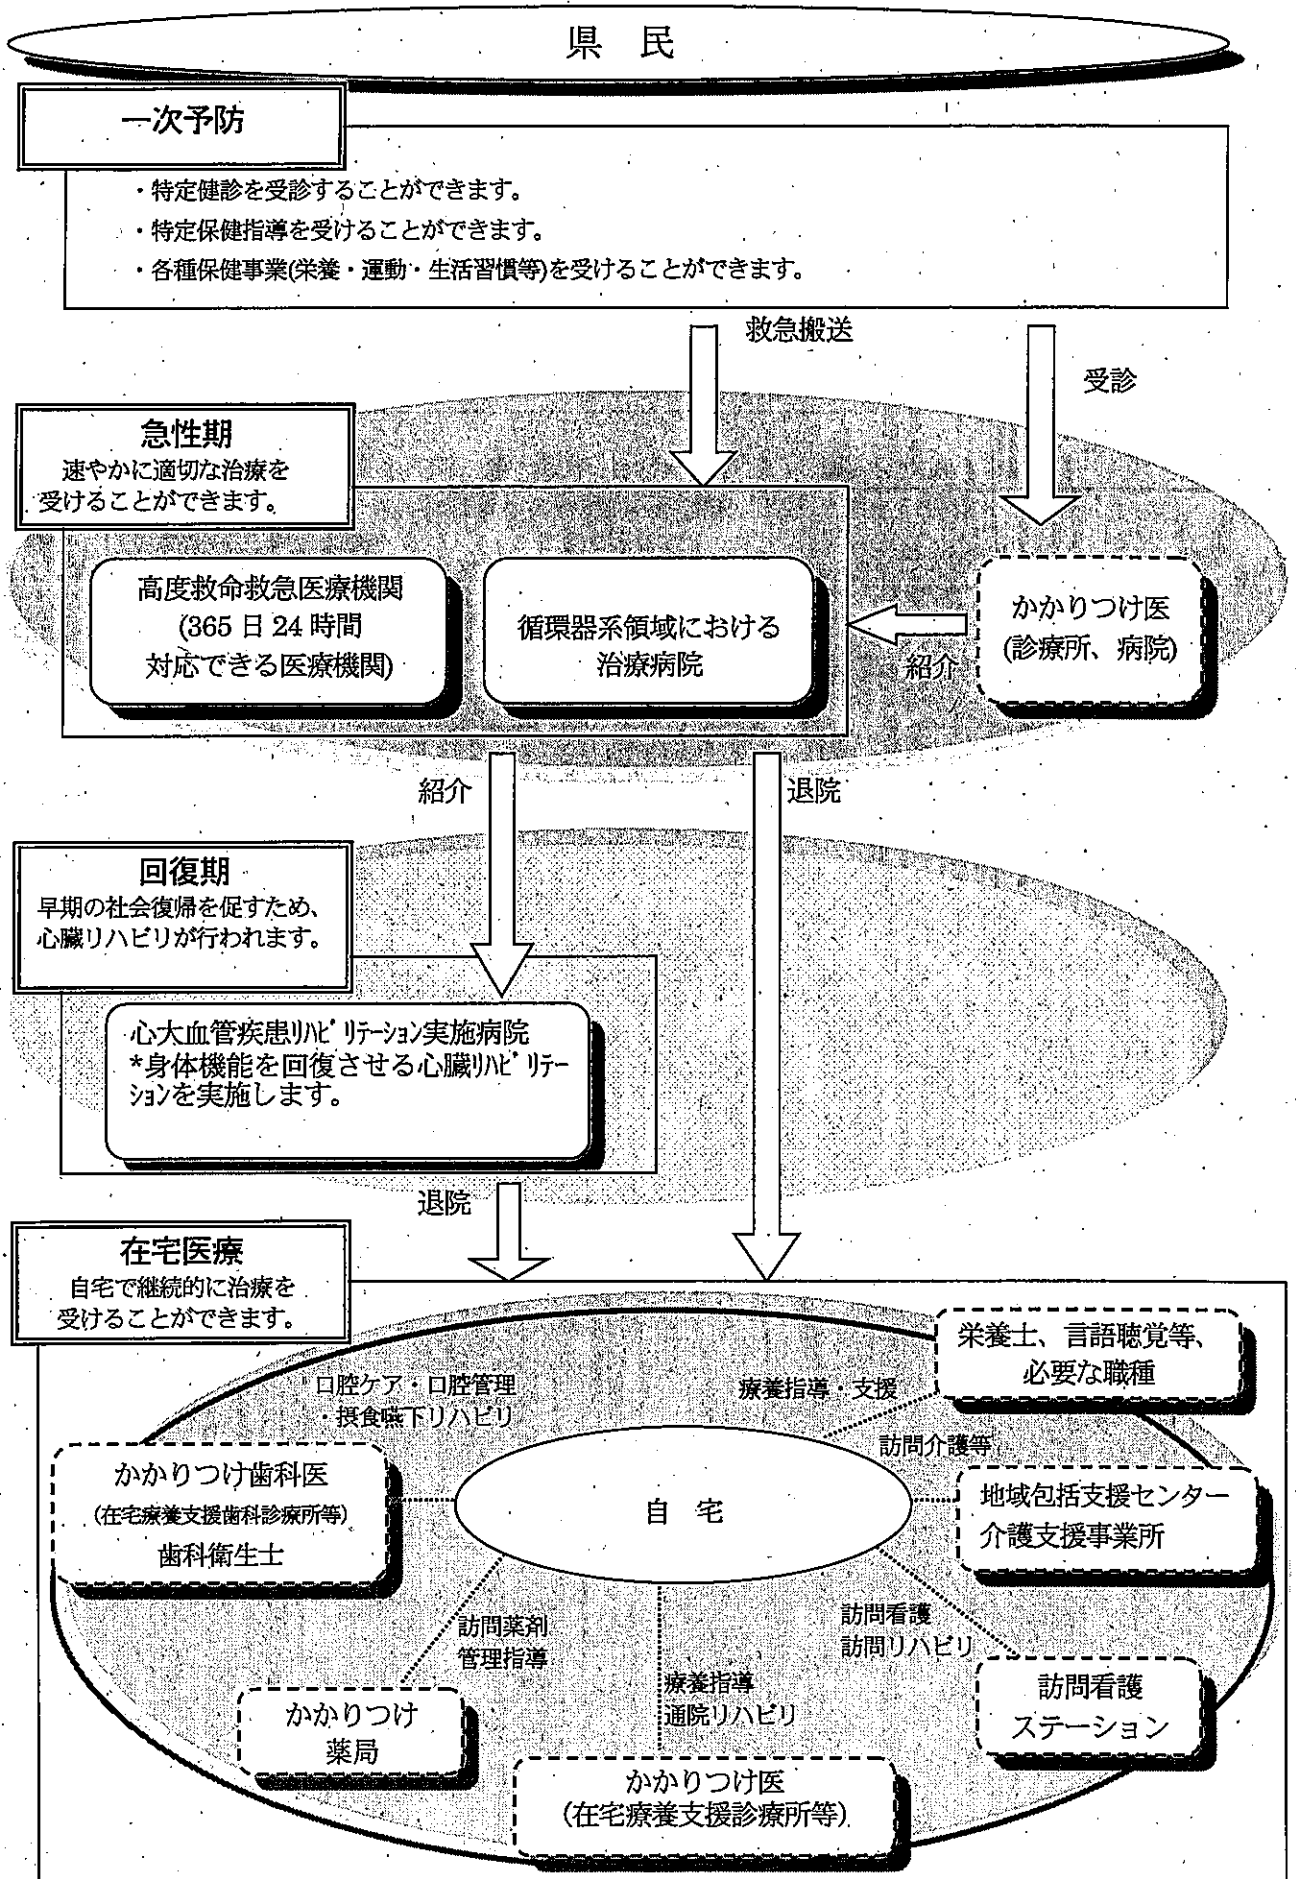 県 民
一次予防
・特定健診を受診することができます。
・特定保健指導を受けることができます。
・各種保健事業(栄養・運動・生活習慣等)を受けることができます。
救急搬送
受診
急性期
速やかに適切な治療を
受けることができます。
高度救命救急医療機関
(365 日 24 時間
対応できる医療機関)
循環器系領域における
治療病院
紹介
かかりつけ医
(診療所、病院)
紹介
退院
回復期
早期の社会復帰を促すため、
心臓リハビリが行われます。
心大血管疾患ﾘﾊﾋﾞﾘﾃｰｼｮﾝ実施病院
*身体機能を回復させる心臓ﾘﾊﾋﾞﾘﾃｰ
ｼｮﾝを実施します。
退院
在宅医療
自宅で継続的に治療を
受けることができます。
口腔ケア・口腔管理
・摂食嚥下リハビリ
療養指導・支援
栄養士、言語聴覚等、
必要な職種
訪問介護等
かかりつけ歯科医
(在宅療養支援歯科診療所等)
歯科衛生士
自 宅
地域包括支援センター
介護支援事業所
訪問薬剤
管理指導
療養指導
通院リハビリ
訪問看護
訪問リハビリ
かかりつけ
薬局
かかりつけ医
(在宅療養支援診療所等)
訪問看護
ステーション